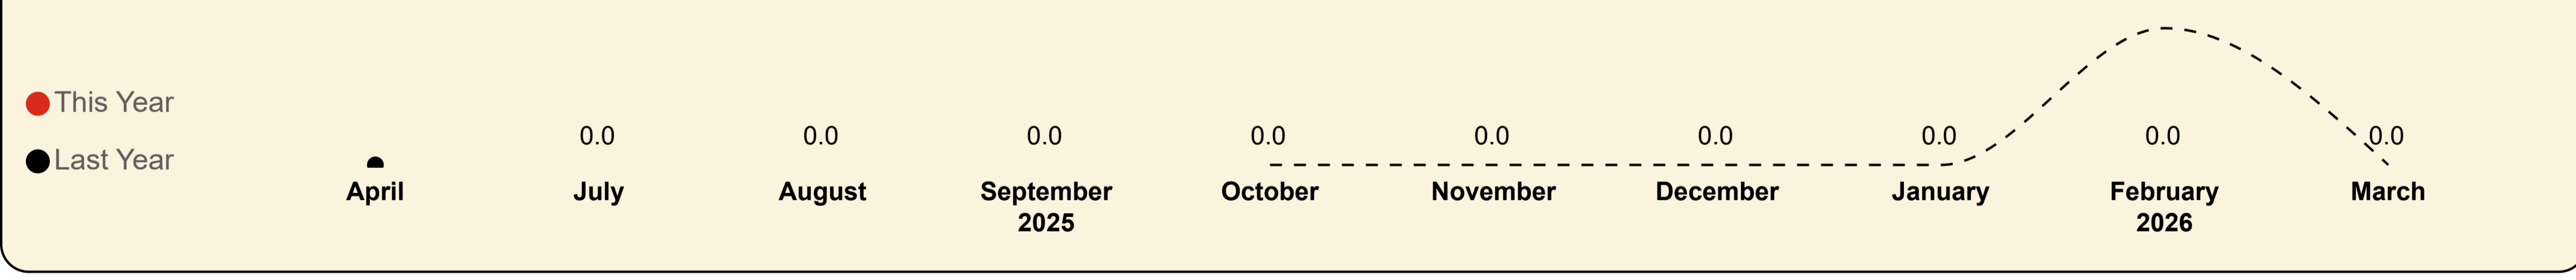 This Year
Last Year
0.0 0.0 0.0 0.0 0.0 0.0 0.0 0.0 0.0
April July August September October November December January February March
2025 2026